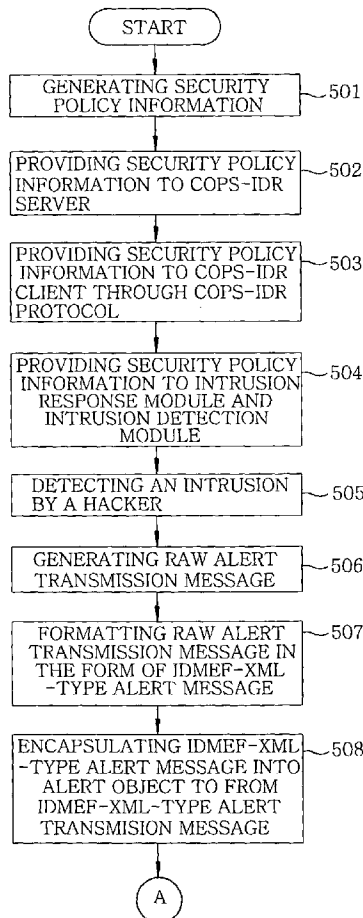 START
GENERATING SECURITY
POLICY INFORMATION
501
PROVIDING SECURITY POLICY
INFORMATION TO COPS-IDR
SERVER
502
PROVIDING SECURITY POLICY
INFORMATION TO COPS-IDR
CLIENT THROUGH COPS-IDR
PROTOCOL
503
PROVIDING SECURITY POLICY
INFORMATION TO INTRUSION
RESPONSE MODULE AND
INTRUSION DETECTION
MODULE
504
DETECTING AN INTRUSION
BY A HACKER
505
GENERATING RAW ALERT
TRANSMISSION MESSAGE
506
FORMATTING RAW ALERT
TRANSMISSION MESSAGE IN
THE FORM OF IDMEF-XML
-TYPE ALERT MESSAGE
507
ENCAPSULATING IDMEF-XML
-TYPE ALERT MESSAGE INTO
ALERT OBJECT TO FROM
IDMEF-XML-TYPE ALERT
TRANSMISION MESSAGE
508
A